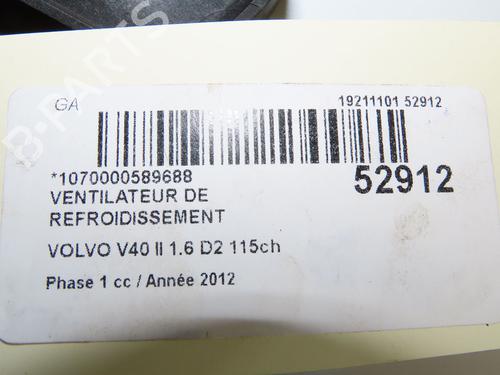 GA 19211101 52912
*1070000589688 52912
VENTILATEUR DE
REFROIDISSEMENT
VOLVO V40 II 1.6 D2 115ch
Phase 1 cc / Année 2012
B-PARTS